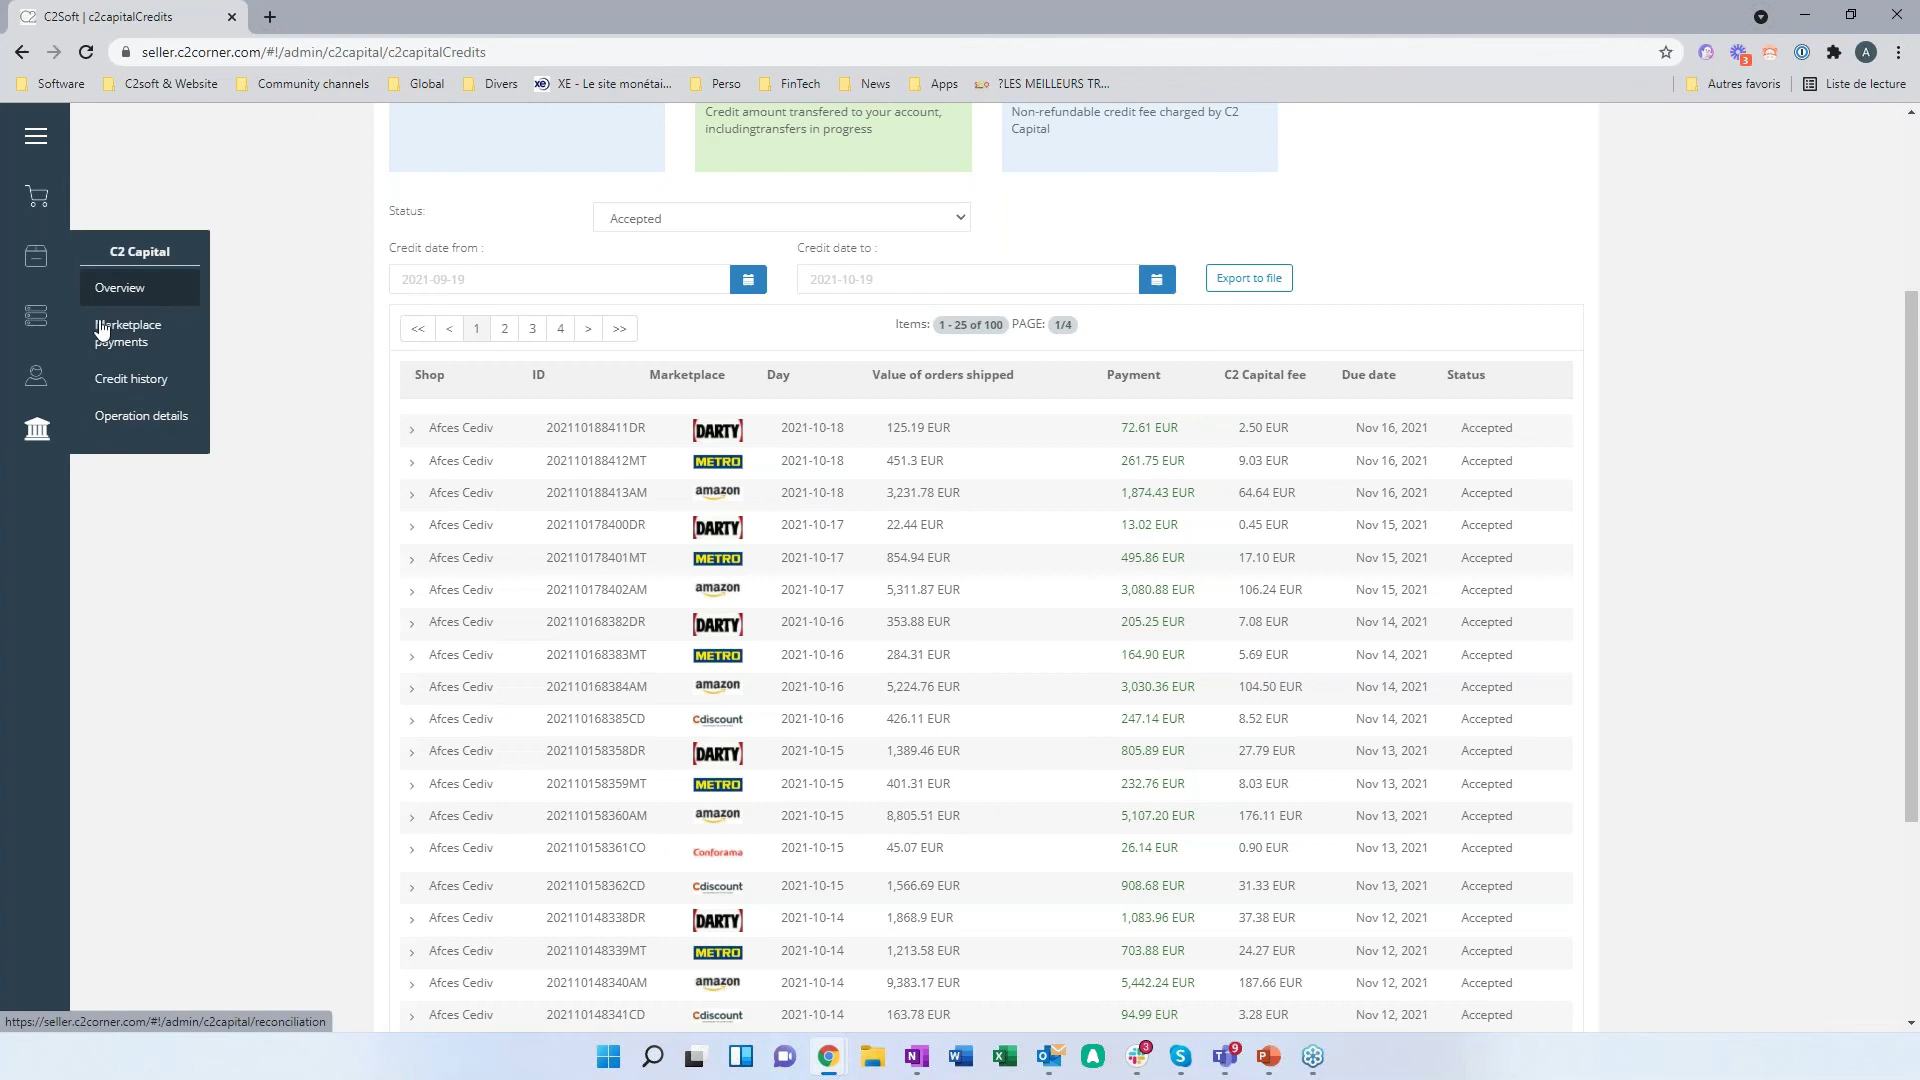 C2Soft | c2capitalCredits
seller.c2corner.com/#!/admin/c2capital/c2capitalCredits
3
A
Software C2soft & Website Community channels Global Divers XE - Le site monétai... Perso FinTech News Apps ?LES MEILLEURS TR... Autres favoris Liste de lecture
Credit amount transfered to your account,
includingtransfers in progress
Non-refundable credit fee charged by C2
Capital
C2 Capital
Overview
Marketplace
payments
Credit history
Operation details
Status:
Accepted
Credit date from :
Credit date to :
2021-09-19
2021-10-19
Export to file
<< < 1 2 3 4 > >>
Items: 1 - 25 of 100 PAGE: 1/4
Shop ID Marketplace Day Value of orders shipped Payment C2 Capital fee Due date Status
Afces Cediv 202110188411DR DARTY 2021-10-18 125.19 EUR 72.61 EUR 2.50 EUR Nov 16, 2021 Accepted
Afces Cediv 202110188412MT METRO 2021-10-18 451.3 EUR 261.75 EUR 9.03 EUR Nov 16, 2021 Accepted
Afces Cediv 202110188413AM amazon 2021-10-18 3,231.78 EUR 1,874.43 EUR 64.64 EUR Nov 16, 2021 Accepted
Afces Cediv 202110178400DR DARTY 2021-10-17 22.44 EUR 13.02 EUR 0.45 EUR Nov 15, 2021 Accepted
Afces Cediv 202110178401MT METRO 2021-10-17 854.94 EUR 495.86 EUR 17.10 EUR Nov 15, 2021 Accepted
Afces Cediv 202110178402AM amazon 2021-10-17 5,311.87 EUR 3,080.88 EUR 106.24 EUR Nov 15, 2021 Accepted
Afces Cediv 202110168382DR DARTY 2021-10-16 353.88 EUR 205.25 EUR 7.08 EUR Nov 14, 2021 Accepted
Afces Cediv 202110168383MT METRO 2021-10-16 284.31 EUR 164.90 EUR 5.69 EUR Nov 14, 2021 Accepted
Afces Cediv 202110168384AM amazon 2021-10-16 5,224.76 EUR 3,030.36 EUR 104.50 EUR Nov 14, 2021 Accepted
Afces Cediv 202110168385CD Cdiscount 2021-10-16 426.11 EUR 247.14 EUR 8.52 EUR Nov 14, 2021 Accepted
Afces Cediv 202110158358DR DARTY 2021-10-15 1,389.46 EUR 805.89 EUR 27.79 EUR Nov 13, 2021 Accepted
Afces Cediv 202110158359MT METRO 2021-10-15 401.31 EUR 232.76 EUR 8.03 EUR Nov 13, 2021 Accepted
Afces Cediv 202110158360AM amazon 2021-10-15 8,805.51 EUR 5,107.20 EUR 176.11 EUR Nov 13, 2021 Accepted
Afces Cediv 202110158361CO Conforama 2021-10-15 45.07 EUR 26.14 EUR 0.90 EUR Nov 13, 2021 Accepted
Afces Cediv 202110158362CD Cdiscount 2021-10-15 1,566.69 EUR 908.68 EUR 31.33 EUR Nov 13, 2021 Accepted
Afces Cediv 202110148338DR DARTY 2021-10-14 1,868.9 EUR 1,083.96 EUR 37.38 EUR Nov 12, 2021 Accepted
Afces Cediv 202110148339MT METRO 2021-10-14 1,213.58 EUR 703.88 EUR 24.27 EUR Nov 12, 2021 Accepted
Afces Cediv 202110148340AM amazon 2021-10-14 9,383.17 EUR 5,442.24 EUR 187.66 EUR Nov 12, 2021 Accepted
Afces Cediv 202110148341CD Cdiscount 2021-10-14 163.78 EUR 94.99 EUR 3.28 EUR Nov 12, 2021 Accepted
https://seller.c2corner.com/#!/admin/c2capital/reconciliation
3
9